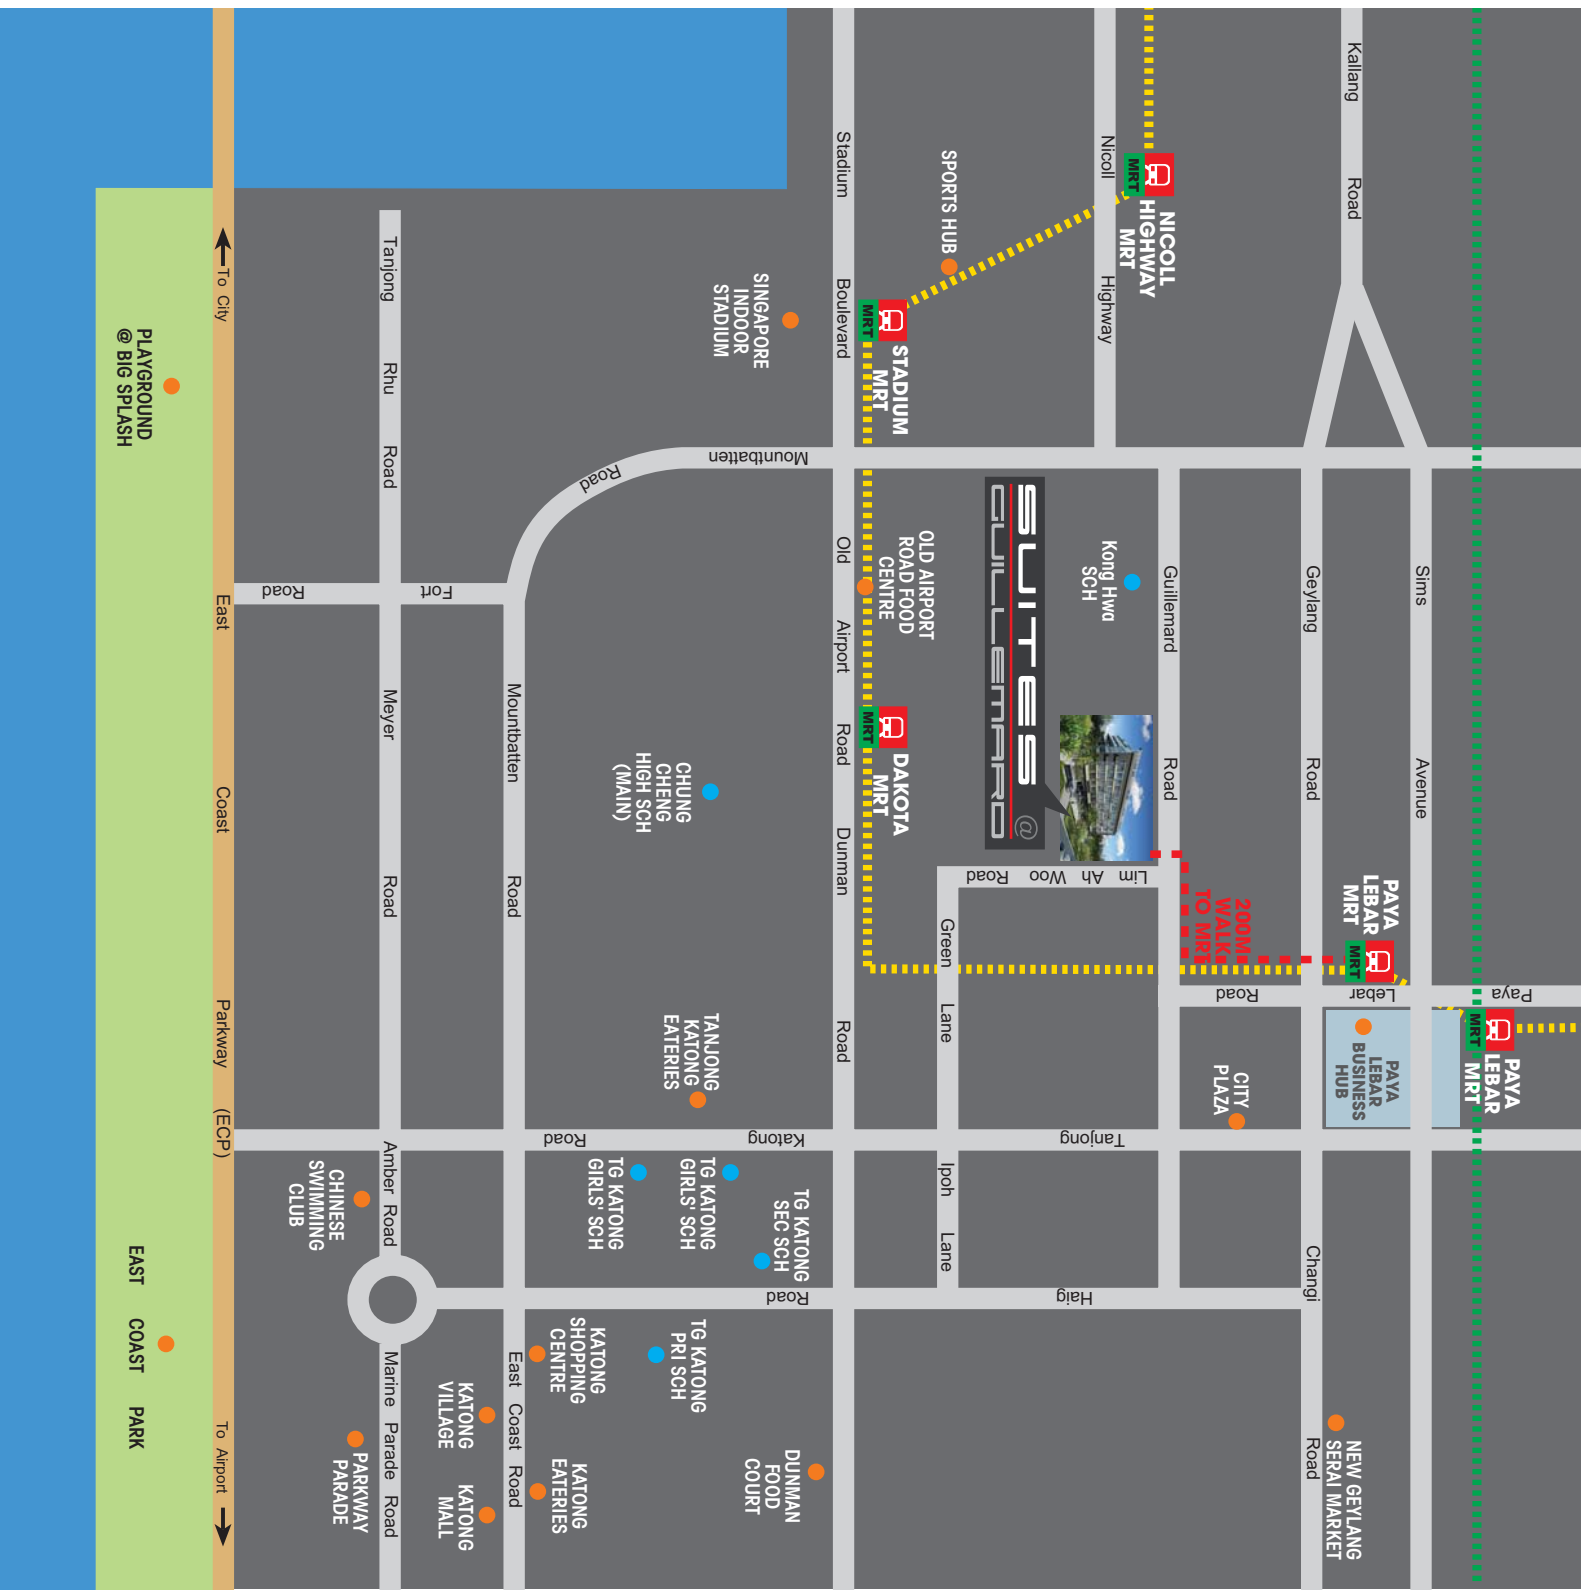 Kallang Road
Sims Avenue
Geylang Road
Changi Road
Nicoll Highway
Guillemard Road
Stadium Boulevard
Old Airport Road
Dunman Road
Mountbatten Road
Mountbatten Road
East Coast Road
Tanjong Rhu Road
Meyer Road
Amber Road
Marine Parade Road
East Coast Parkway (ECP)
To City
To Airport
Fort Road
Lim Ah Woo Road
Green Lane
Ipoh Lane
Paya Lebar Road
Tanjong Katong Road
Haig Road
MRT
NICOLL
HIGHWAY
MRT
MRT
STADIUM
MRT
MRT
DAKOTA
MRT
MRT
PAYA
LEBAR
MRT
MRT
PAYA
LEBAR
MRT
PAYA
LEBAR
BUSINESS
HUB
200M
WALK
TO MRT
SUITES @
GUILLEMARD
Kong Hwa
SCH
SPORTS HUB
SINGAPORE
INDOOR
STADIUM
OLD AIRPORT
ROAD FOOD
CENTRE
CHUNG
CHENG
HIGH SCH
(MAIN)
TANJONG
KATONG
EATERIES
CITY
PLAZA
NEW GEYLANG
SERAI MARKET
TG KATONG
SEC SCH
TG KATONG
GIRLS' SCH
TG KATONG
GIRLS' SCH
TG KATONG
PRI SCH
DUNMAN
FOOD
COURT
KATONG
SHOPPING
CENTRE
KATONG
EATERIES
KATONG
VILLAGE
KATONG
MALL
CHINESE
SWIMMING
CLUB
PARKWAY
PARADE
PLAYGROUND
@ BIG SPLASH
EAST COAST PARK